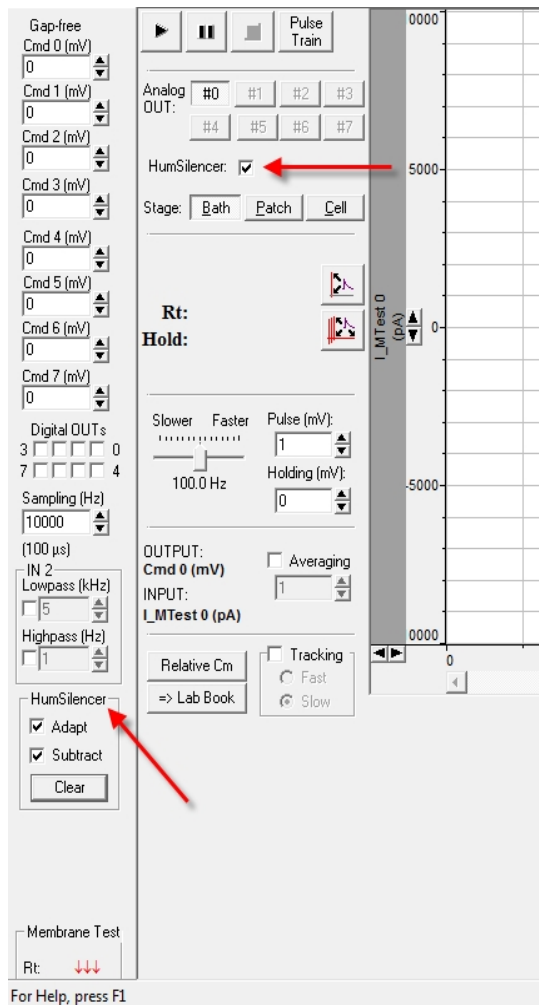 Gap-free
Cmd 0 (mV)
0
Cmd 1 (mV)
0
Cmd 2 (mV)
0
Cmd 3 (mV)
0
Cmd 4 (mV)
0
Cmd 5 (mV)
0
Cmd 6 (mV)
0
Cmd 7 (mV)
0
Digital OUTs
3 0
7 4
Sampling (Hz)
10000
(100 µs)
IN 2
Lowpass (kHz)
5
Highpass (Hz)
1
HumSilencer
Adapt
Subtract
Clear
Membrane Test
Rt: ↓↓↓
For Help, press F1
Pulse
Train
Analog
OUT:
#0 #1 #2 #3
#4 #5 #6 #7
HumSilencer:
Stage: Bath Patch Cell
Rt:
Hold:
Slower Faster
100.0 Hz
Pulse (mV):
1
Holding (mV):
0
OUTPUT:
Cmd 0 (mV)
INPUT:
I_MTest 0 (pA)
Averaging
1
Relative Cm
=> Lab Book
Tracking
Fast
Slow
I_MTest 0
(pA)
0000
5000
0
-5000
0000
0